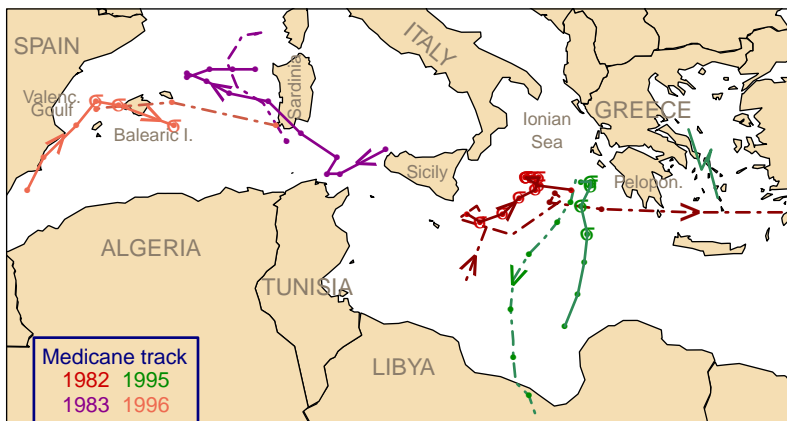 SPAIN
ITALY
Sardinia
Valenc.
Goulf
Balearic I.
Ionian
Sea
GREECE
Sicily
Pelopon.
ALGERIA
TUNISIA
LIBYA
Medicane track
1982 1995
1983 1996